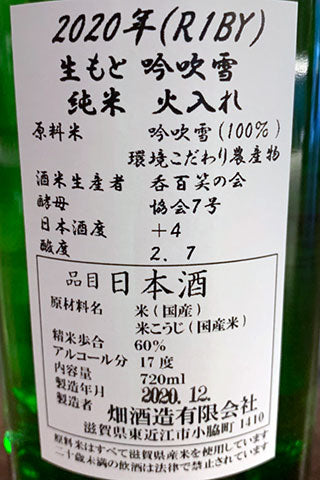 2020年(R1BY)
生もと 吟吹雪
純米 火入れ
原料米 吟吹雪(100%)
環境こだわり農産物
酒米生産者 呑百笑の会
酵母 協会7号
日本酒度 +4
酸度 2.7
品目 日本酒
原材料名 米(国産)
米こうじ(国産米)
精米歩合 60%
アルコール分 17度
内容量 720ml
製造年月 2020.12.
製造者 畑酒造有限会社
滋賀県東近江市小脇町1410
原料米はすべて滋賀県産米を使用しています
二十歳未満の飲酒は法律で禁止されています